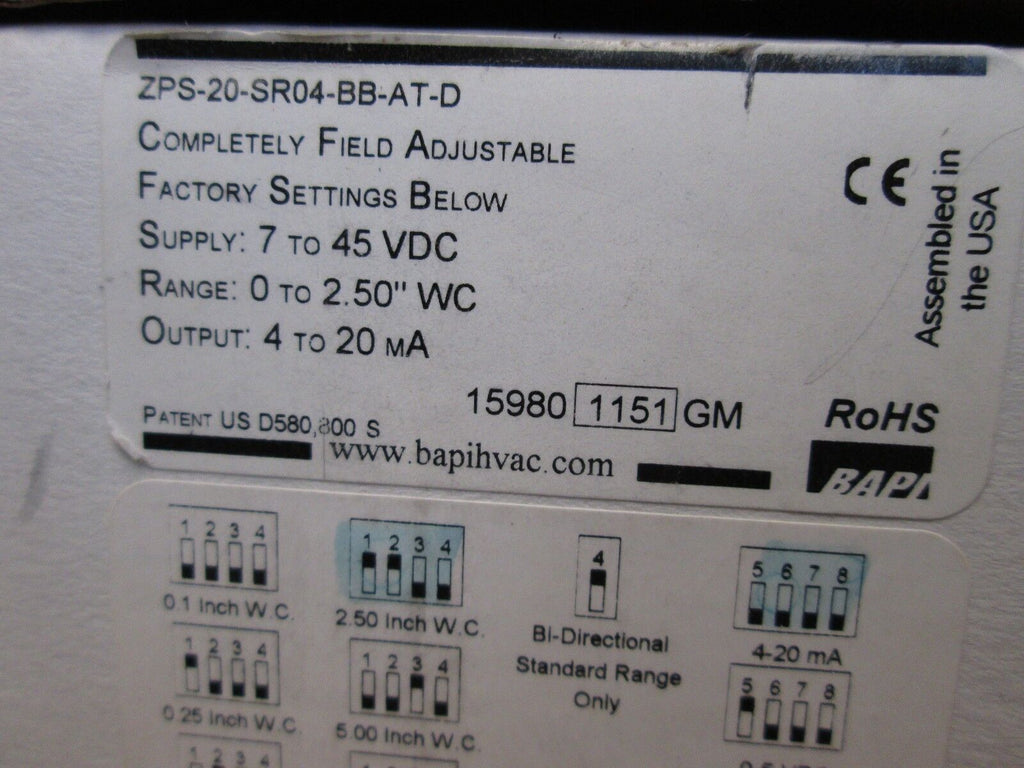 ZPS-20-SR04-BB-AT-D
COMPLETELY FIELD ADJUSTABLE
FACTORY SETTINGS BELOW
SUPPLY: 7 TO 45 VDC
RANGE: 0 TO 2.50" WC
OUTPUT: 4 TO 20 MA
CE
Assembled in
the USA
15980 1151 GM
PATENT US D580,800 S
www.bapihvac.com
RoHS
BAPI
1 2 3 4
0.1 Inch W.C.
1 2 3 4
2.50 Inch W.C.
4
Bi-Directional
Standard Range
Only
5 6 7 8
4-20 mA
1 2 3 4
0.25 Inch W.C.
1 2 3 4
5.00 Inch W.C.
5 6 7 8
1 2 3 4